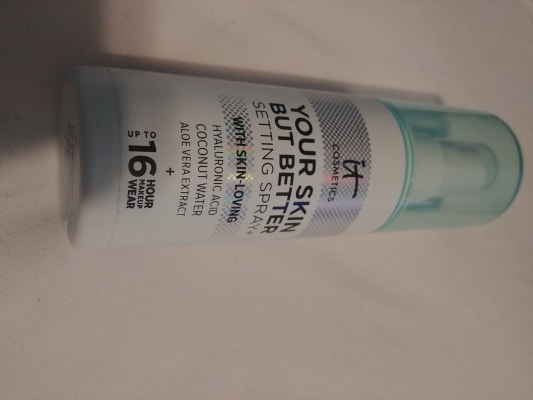 it
COSMETICS
YOUR SKIN
BUT BETTER
SETTING SPRAY+
WITH SKIN-LOVING
HYALURONIC ACID
COCONUT WATER
ALOE VERA EXTRACT
+
UP TO
16 HOUR
MAKEUP
WEAR